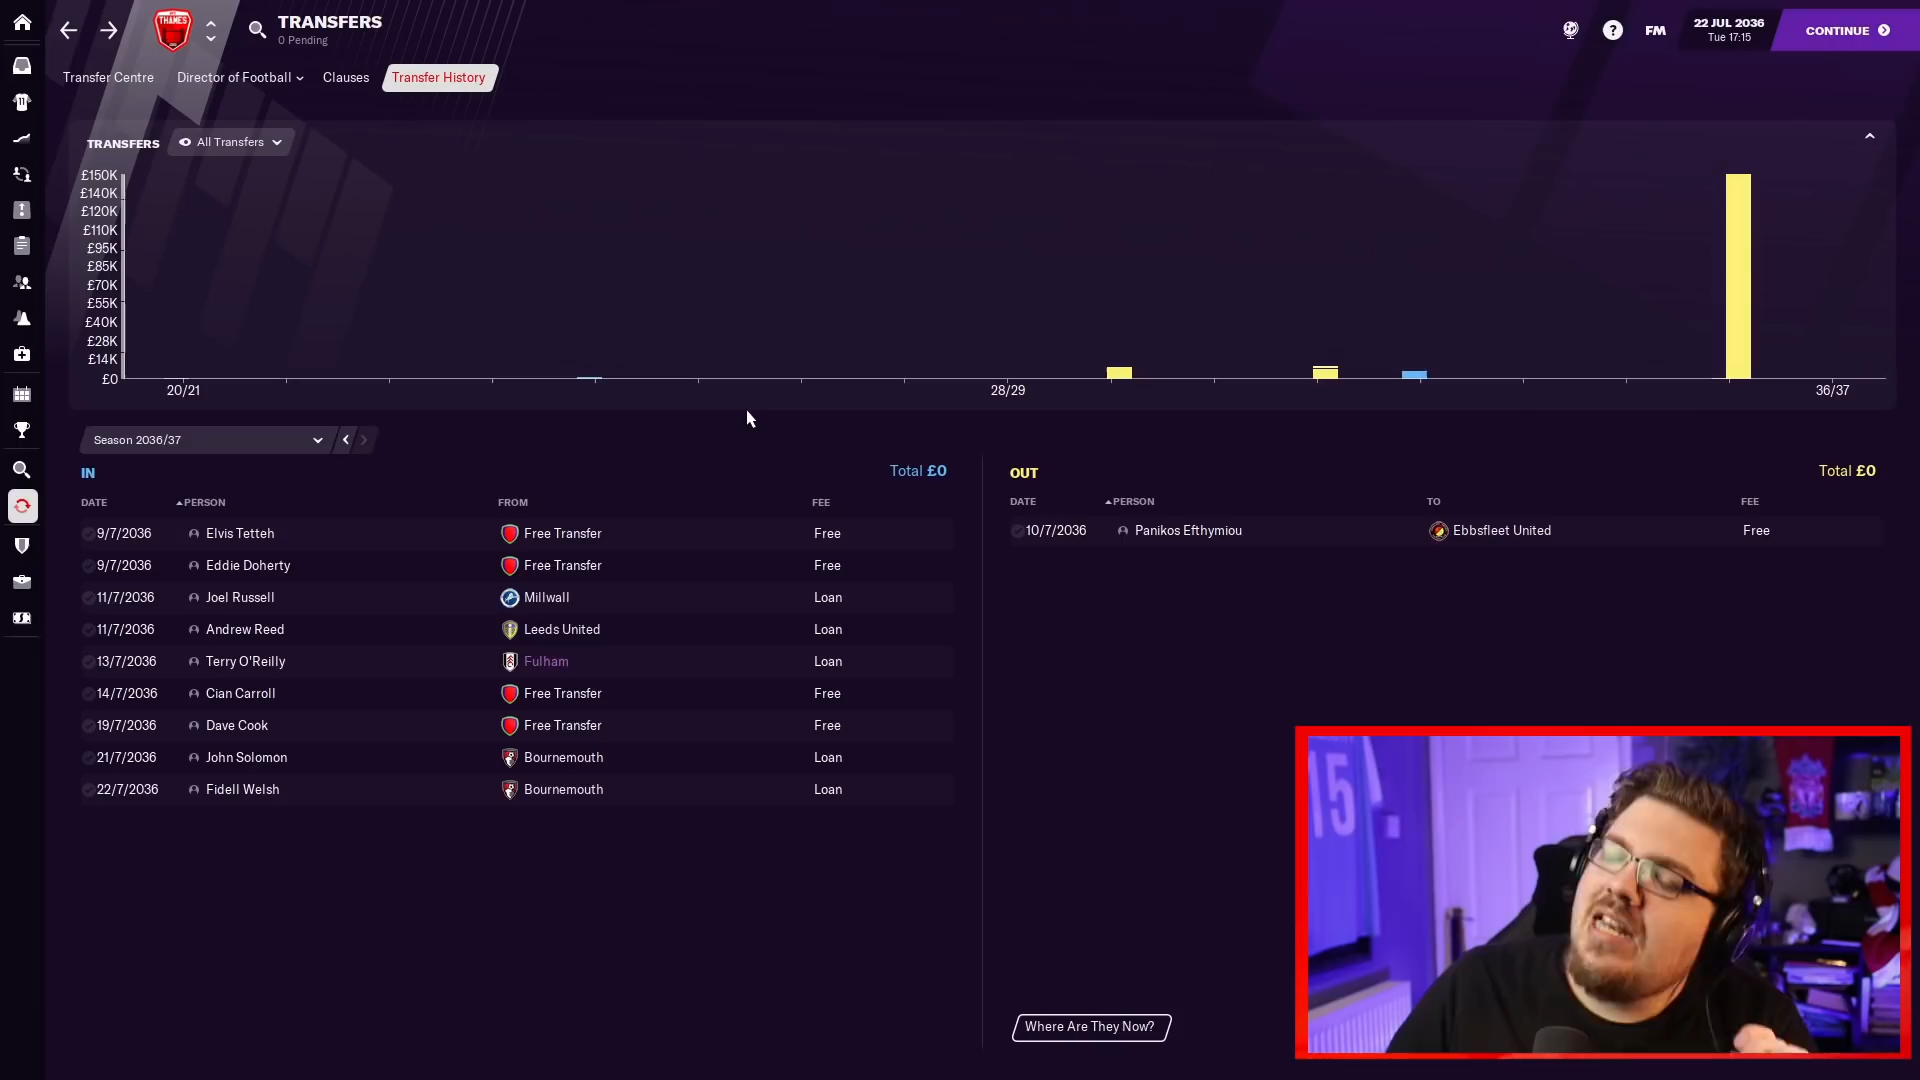 THAMES
TRANSFERS
0 Pending
FM
22 JUL 2036
Tue 17:15
CONTINUE
Transfer Centre
Director of Football
Clauses
Transfer History
TRANSFERS
All Transfers
£150K
£140K
£120K
£110K
£95K
£85K
£70K
£55K
£40K
£28K
£14K
£0
20/21
28/29
36/37
Season 2036/37
IN
Total £0
DATE PERSON FROM FEE
9/7/2036 Elvis Tetteh Free Transfer Free
9/7/2036 Eddie Doherty Free Transfer Free
11/7/2036 Joel Russell Millwall Loan
11/7/2036 Andrew Reed Leeds United Loan
13/7/2036 Terry O'Reilly Fulham Loan
14/7/2036 Cian Carroll Free Transfer Free
19/7/2036 Dave Cook Free Transfer Free
21/7/2036 John Solomon Bournemouth Loan
22/7/2036 Fidell Welsh Bournemouth Loan
OUT
Total £0
DATE PERSON TO FEE
10/7/2036 Panikos Efthymiou Ebbsfleet United Free
Where Are They Now?
15